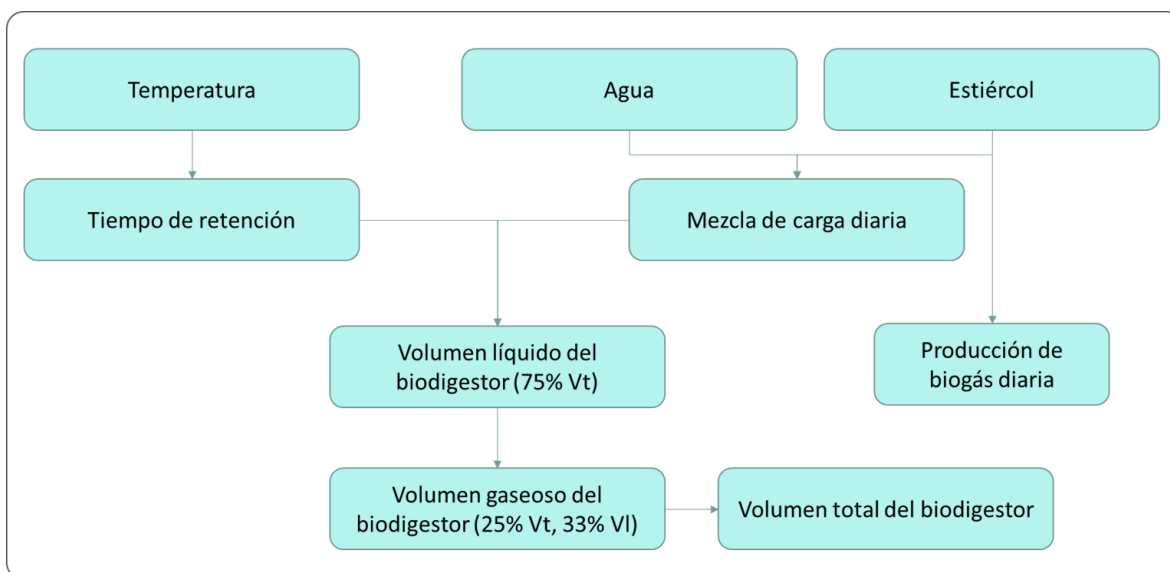 Temperatura
Agua
Estiércol
Tiempo de retención
Mezcla de carga diaria
Volumen líquido del
biodigestor (75% Vt)
Producción de
biogás diaria
Volumen gaseoso del
biodigestor (25% Vt, 33% Vl)
Volumen total del biodigestor